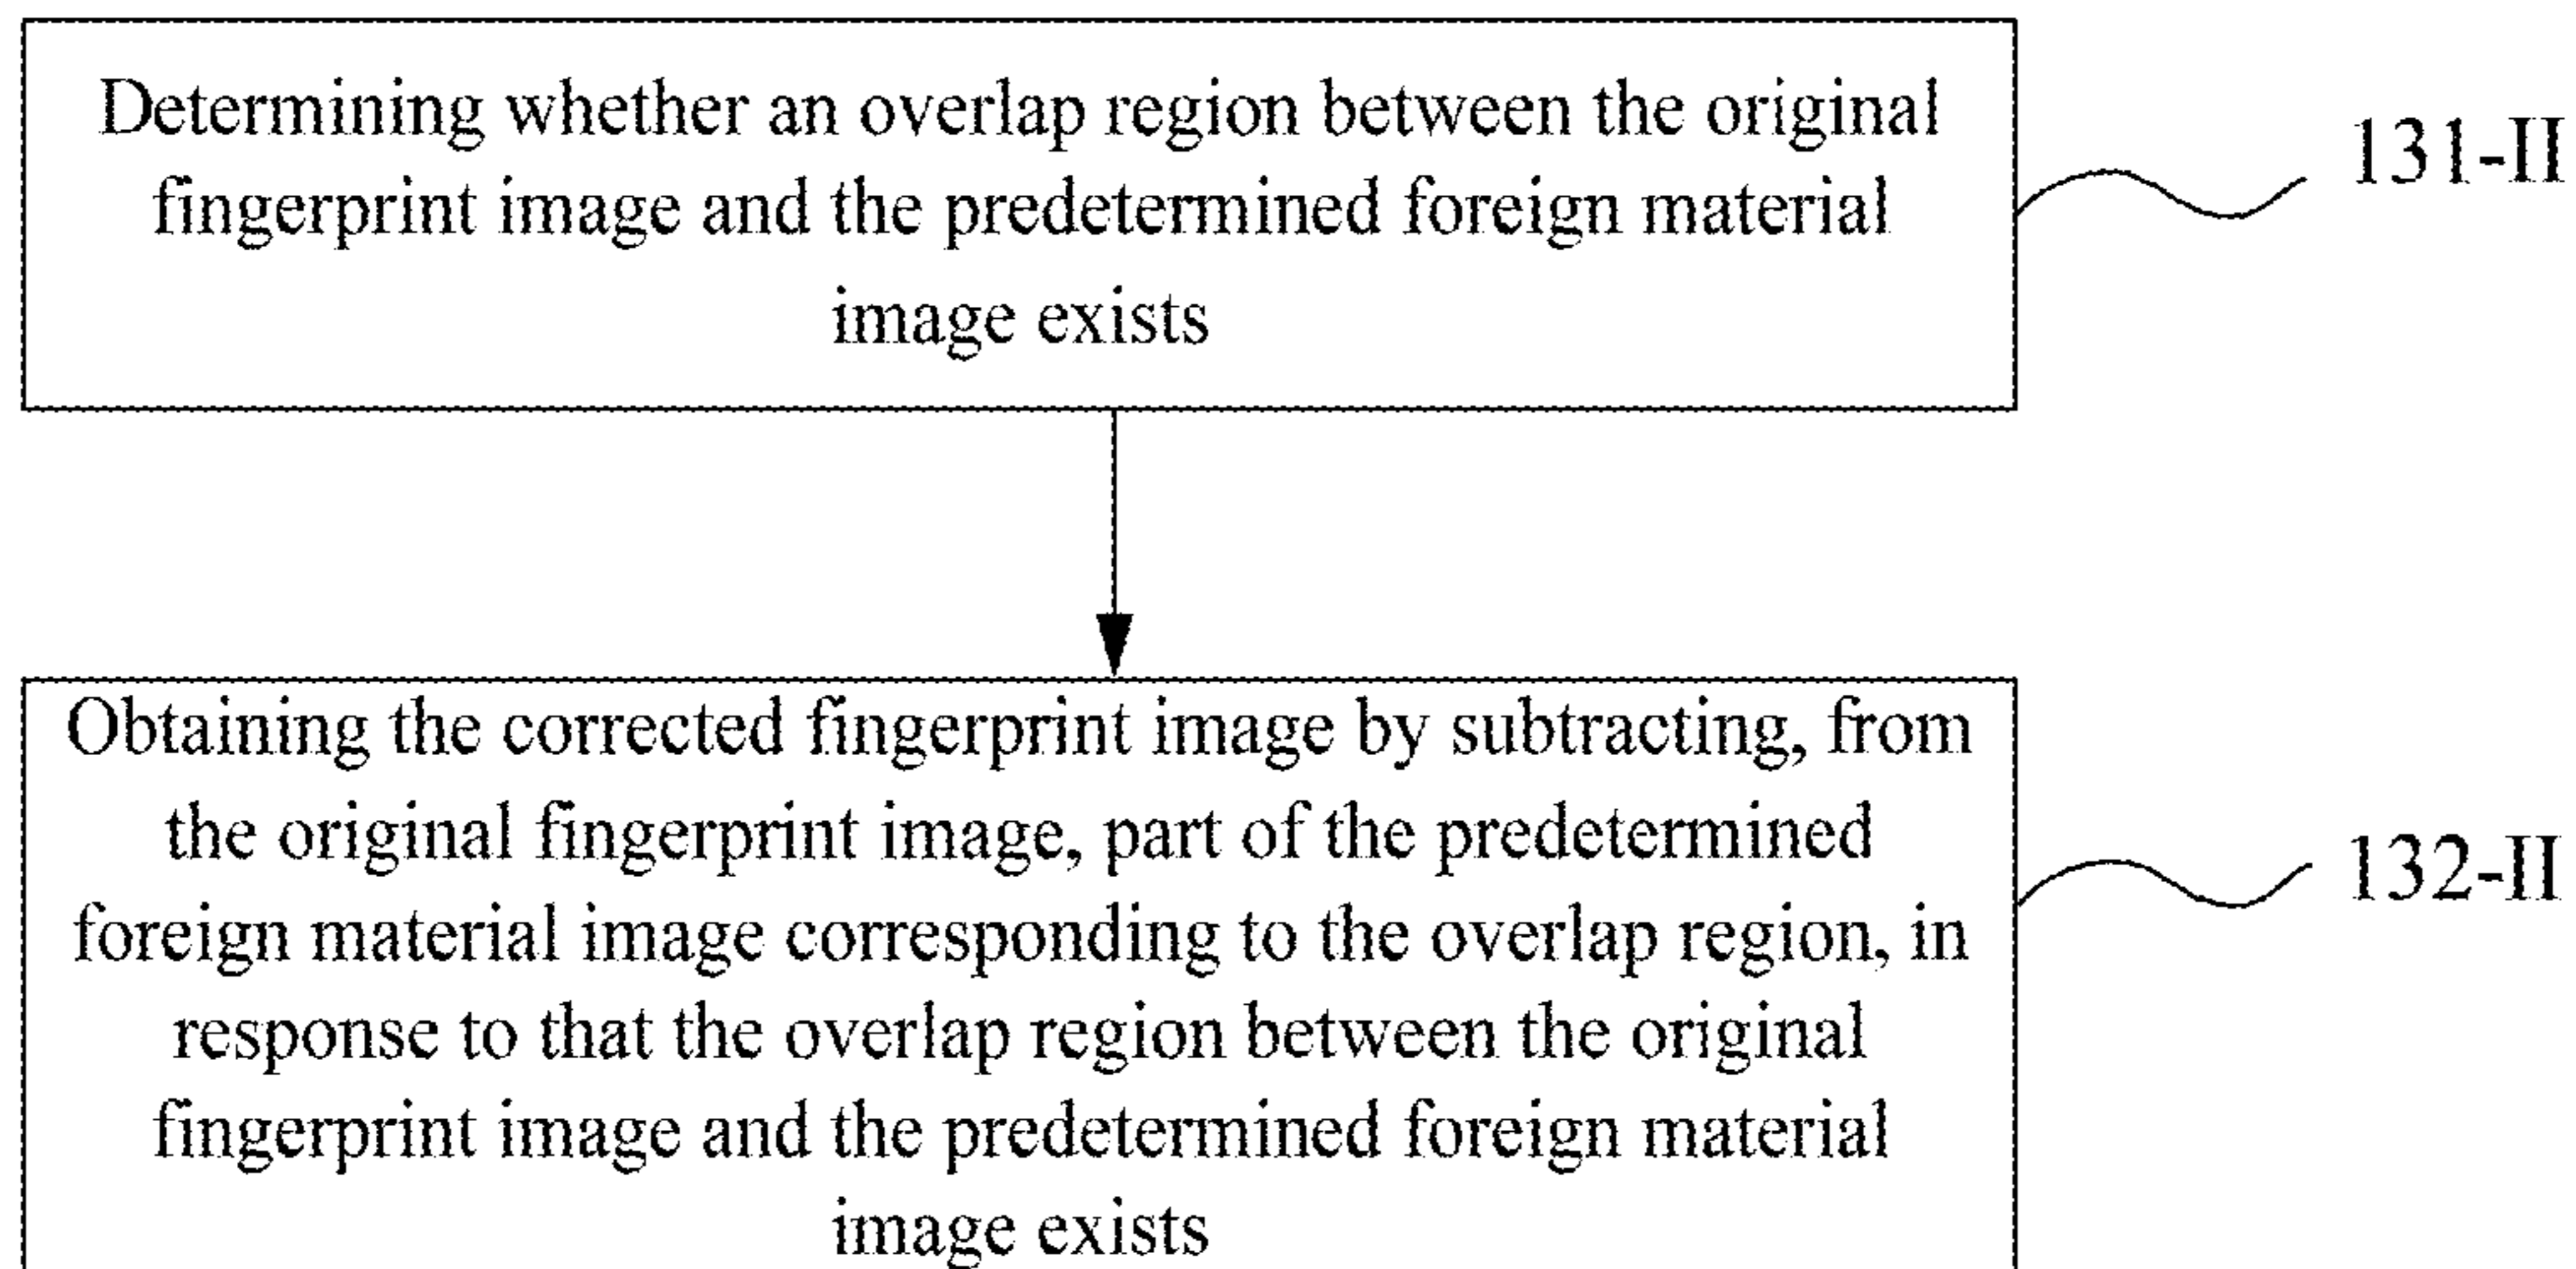 Determining whether an overlap region between the original
fingerprint image and the predetermined foreign material
image exists
131-II
Obtaining the corrected fingerprint image by subtracting, from
the original fingerprint image, part of the predetermined
foreign material image corresponding to the overlap region, in
response to that the overlap region between the original
fingerprint image and the predetermined foreign material
image exists
132-II